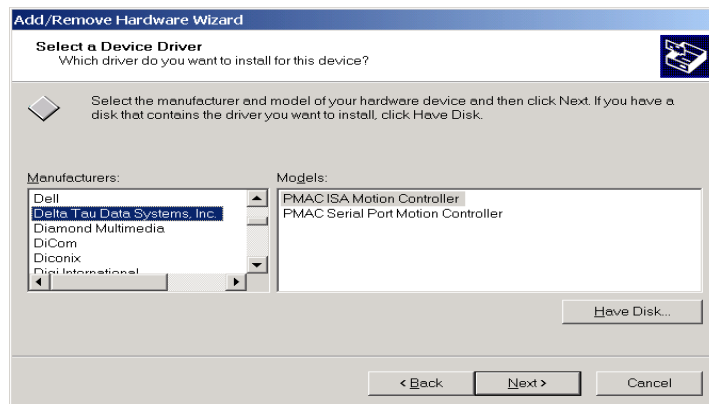 Add/Remove Hardware Wizard
Select a Device Driver
Which driver do you want to install for this device?
Select the manufacturer and model of your hardware device and then click Next. If you have a
disk that contains the driver you want to install, click Have Disk.
Manufacturers:
Dell
Delta Tau Data Systems, Inc.
Diamond Multimedia
DiCom
Diconix
Digi International
Models:
PMAC ISA Motion Controller
PMAC Serial Port Motion Controller
Have Disk...
< Back
Next >
Cancel